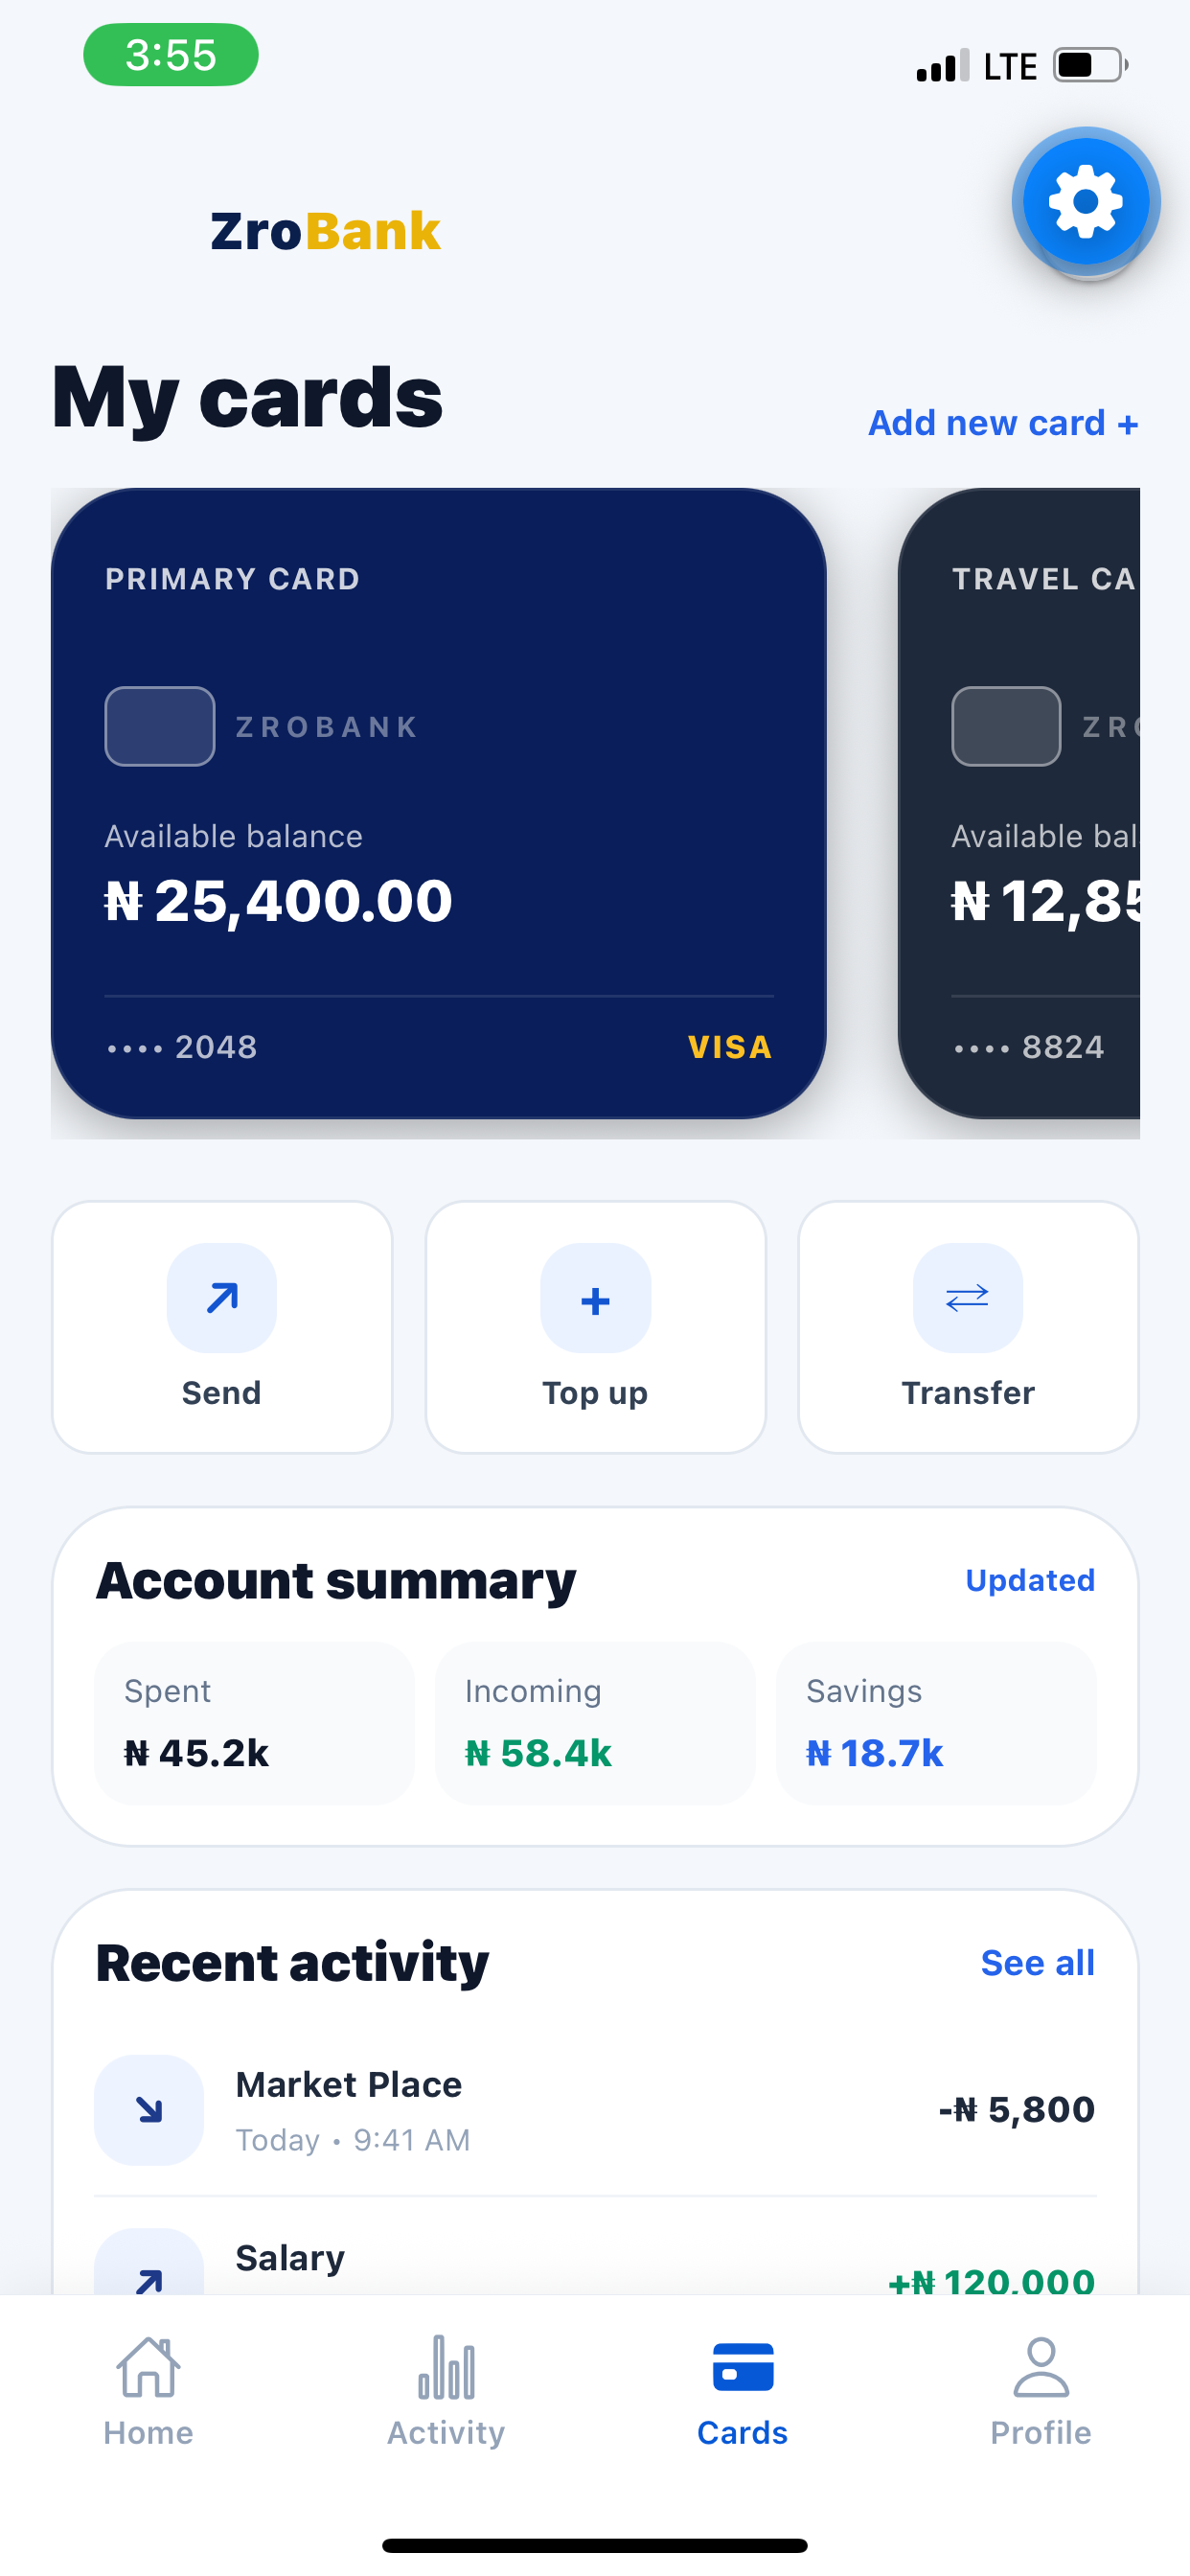 3:55
LTE
ZroBank
My cards
Add new card +
PRIMARY CARD
ZROBANK
Available balance
₦ 25,400.00
•••• 2048
VISA
TRAVEL CA
ZRO
Available bal
₦ 12,85
•••• 8824
Send
+
Top up
Transfer
Account summary
Updated
Spent
₦ 45.2k
Incoming
₦ 58.4k
Savings
₦ 18.7k
Recent activity
See all
Market Place
Today • 9:41 AM
-₦ 5,800
Salary
+₦ 120,000
Home
Activity
Cards
Profile